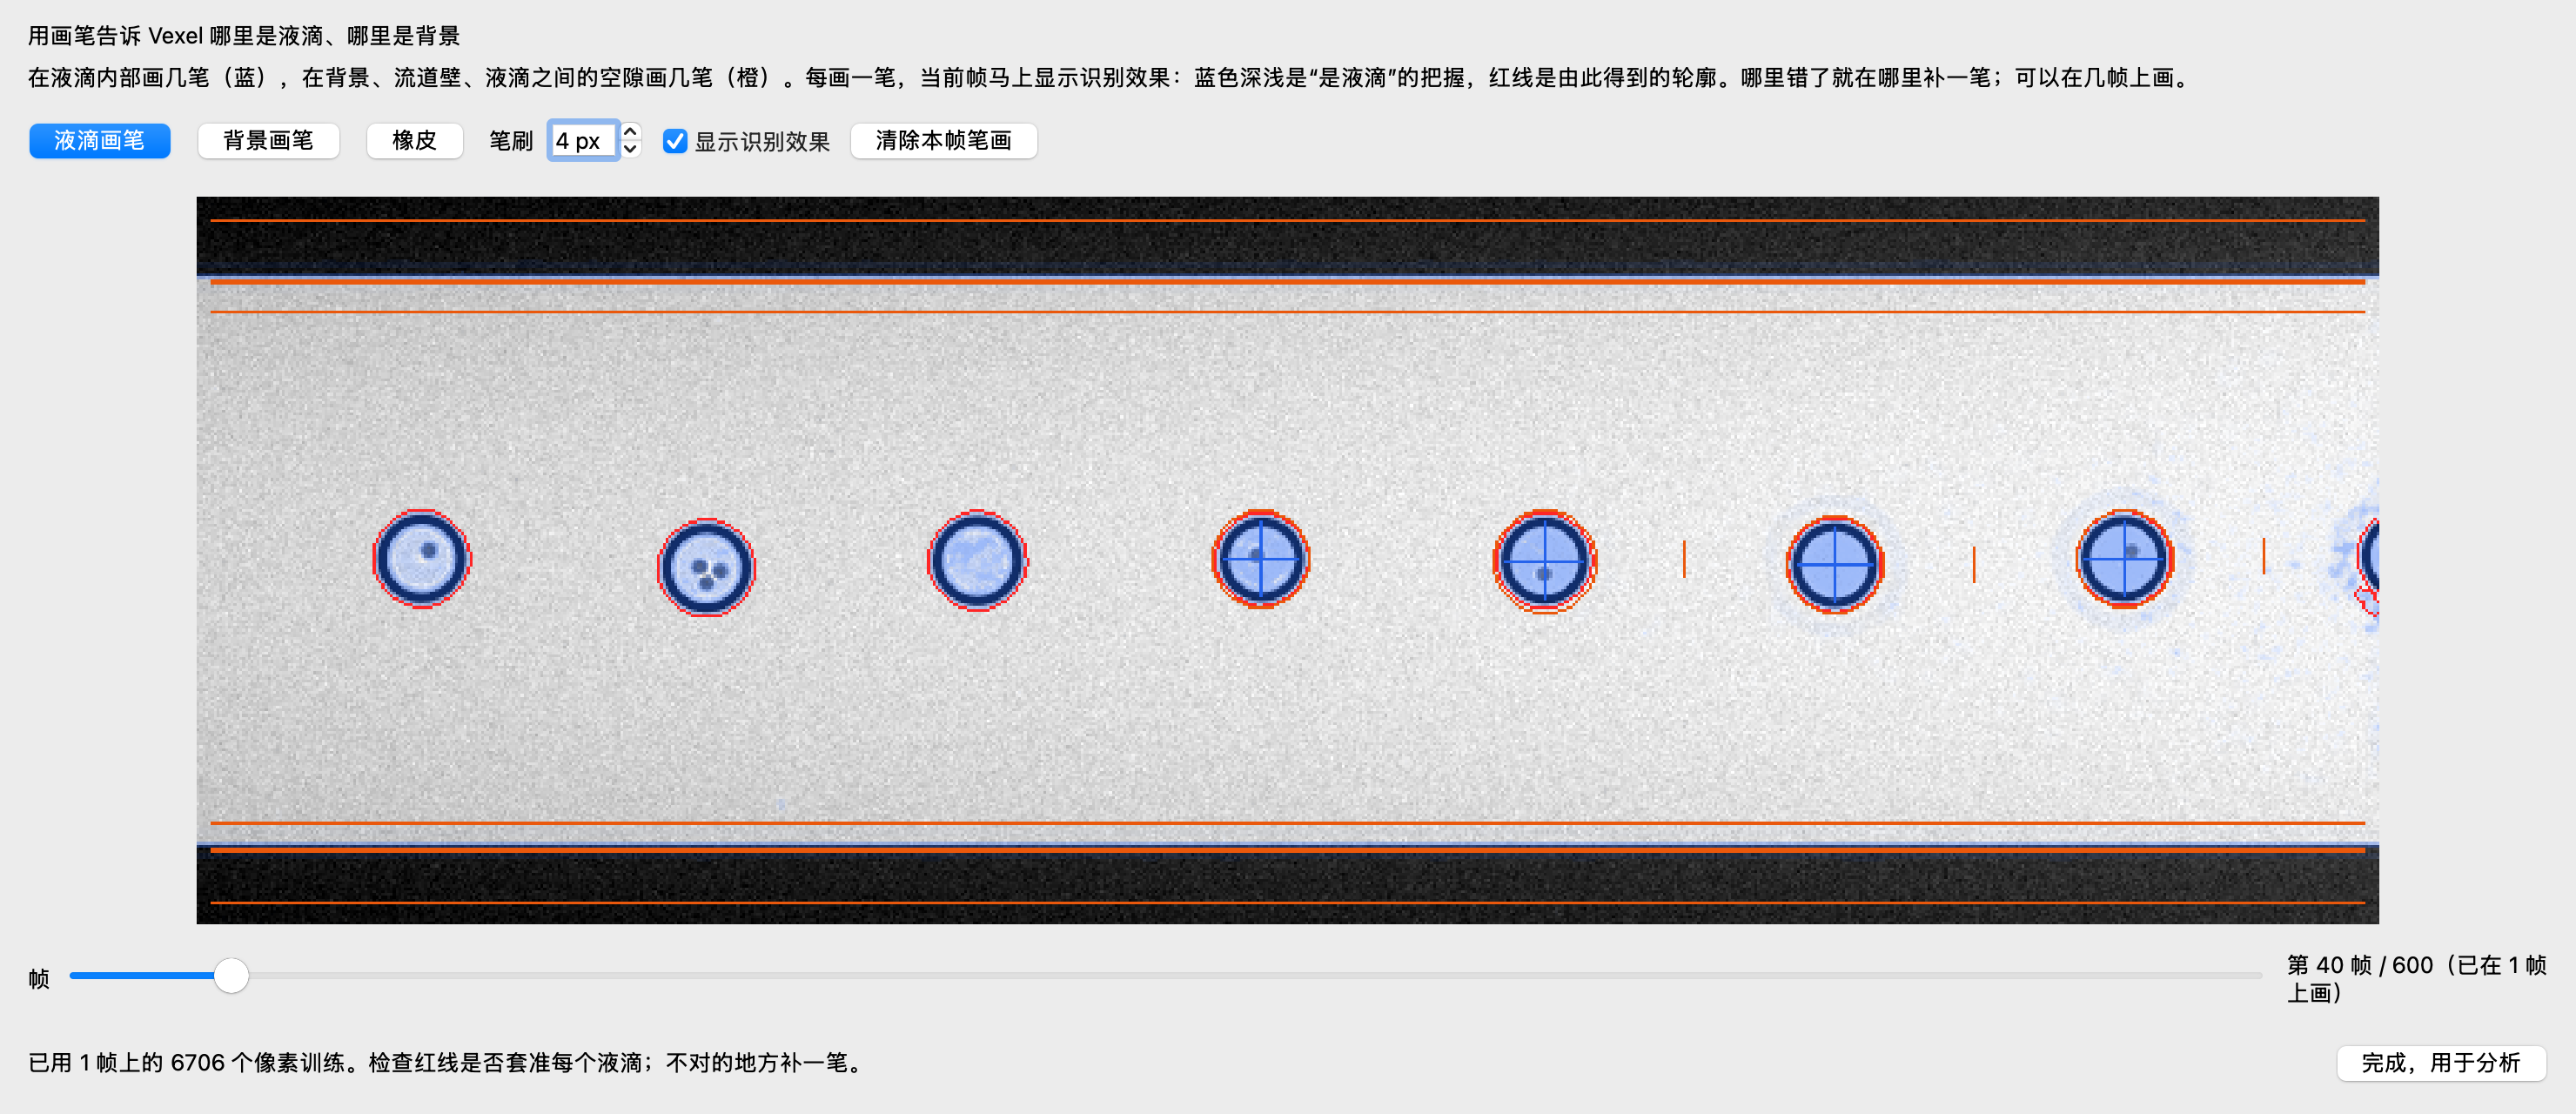 用画笔告诉 Vexel 哪里是液滴、哪里是背景
在液滴内部画几笔（蓝），在背景、流道壁、液滴之间的空隙画几笔（橙）。每画一笔，当前帧马上显示识别效果：蓝色深浅是“是液滴”的把握，红线是由此得到的轮廓。哪里错了就在哪里补一笔；可以在几帧上画。
液滴画笔 背景画笔 橡皮 笔刷 4 px 显示识别效果 清除本帧笔画
帧 第 40 帧 / 600（已在 1 帧
上画）
已用 1 帧上的 6706 个像素训练。检查红线是否套准每个液滴；不对的地方补一笔。 完成，用于分析